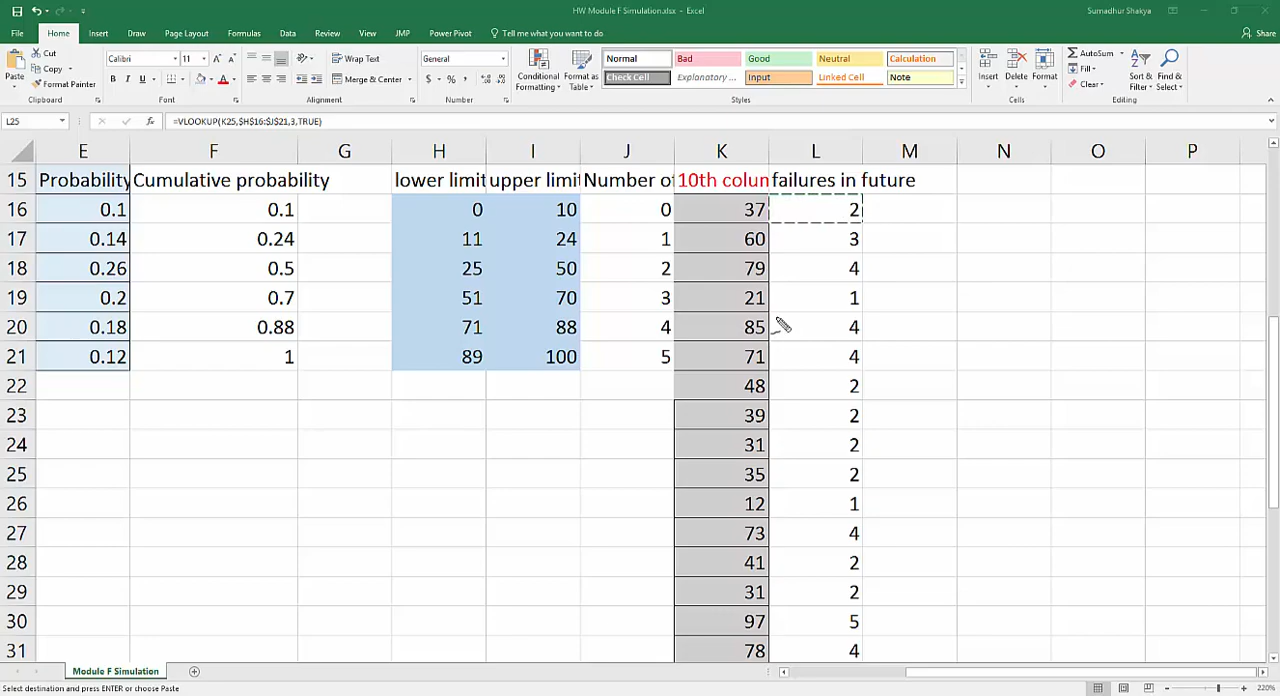 HW Module F Simulation.xlsx - Excel
Sumadhur Shakya
File Home Insert Draw Page Layout Formulas Data Review View JMP Power Pivot Tell me what you want to do Share
Paste
Cut
Copy
Format Painter
Clipboard
Calibri 11
B I U
Font
Wrap Text
Merge & Center
Alignment
General
$ % ,
Number
Conditional Formatting
Format as Table
Normal Bad Good Neutral Calculation
Check Cell Explanatory ... Input Linked Cell Note
Styles
Insert Delete Format
Cells
AutoSum
Fill
Clear
Sort & Filter
Find & Select
Editing
L25 fx =VLOOKUP(K25,$H$16:$J$21,3,TRUE)
E F G H I J K L M N O P
15 Probability Cumulative probability lower limit upper limit Number of 10th colum failures in future
16 0.1 0.1 0 10 0 37 2
17 0.14 0.24 11 24 1 60 3
18 0.26 0.5 25 50 2 79 4
19 0.2 0.7 51 70 3 21 1
20 0.18 0.88 71 88 4 85 4
21 0.12 1 89 100 5 71 4
22 48 2
23 39 2
24 31 2
25 35 2
26 12 1
27 73 4
28 41 2
29 31 2
30 97 5
31 78 4
Module F Simulation
Select destination and press ENTER or choose Paste
220%